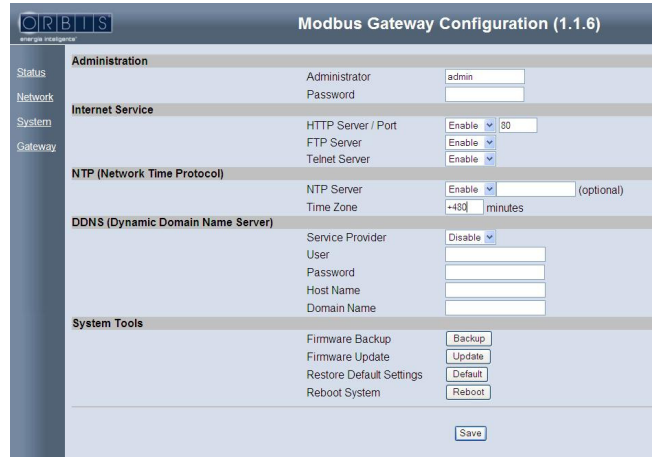 ORBIS
energía inteligente'
Modbus Gateway Configuration (1.1.6)
Status
Network
System
Gateway
Administration
Administrator admin
Password
Internet Service
HTTP Server / Port Enable 80
FTP Server Enable
Telnet Server Enable
NTP (Network Time Protocol)
NTP Server Enable (optional)
Time Zone +480 minutes
DDNS (Dynamic Domain Name Server)
Service Provider Disable
User
Password
Host Name
Domain Name
System Tools
Firmware Backup Backup
Firmware Update Update
Restore Default Settings Default
Reboot System Reboot
Save